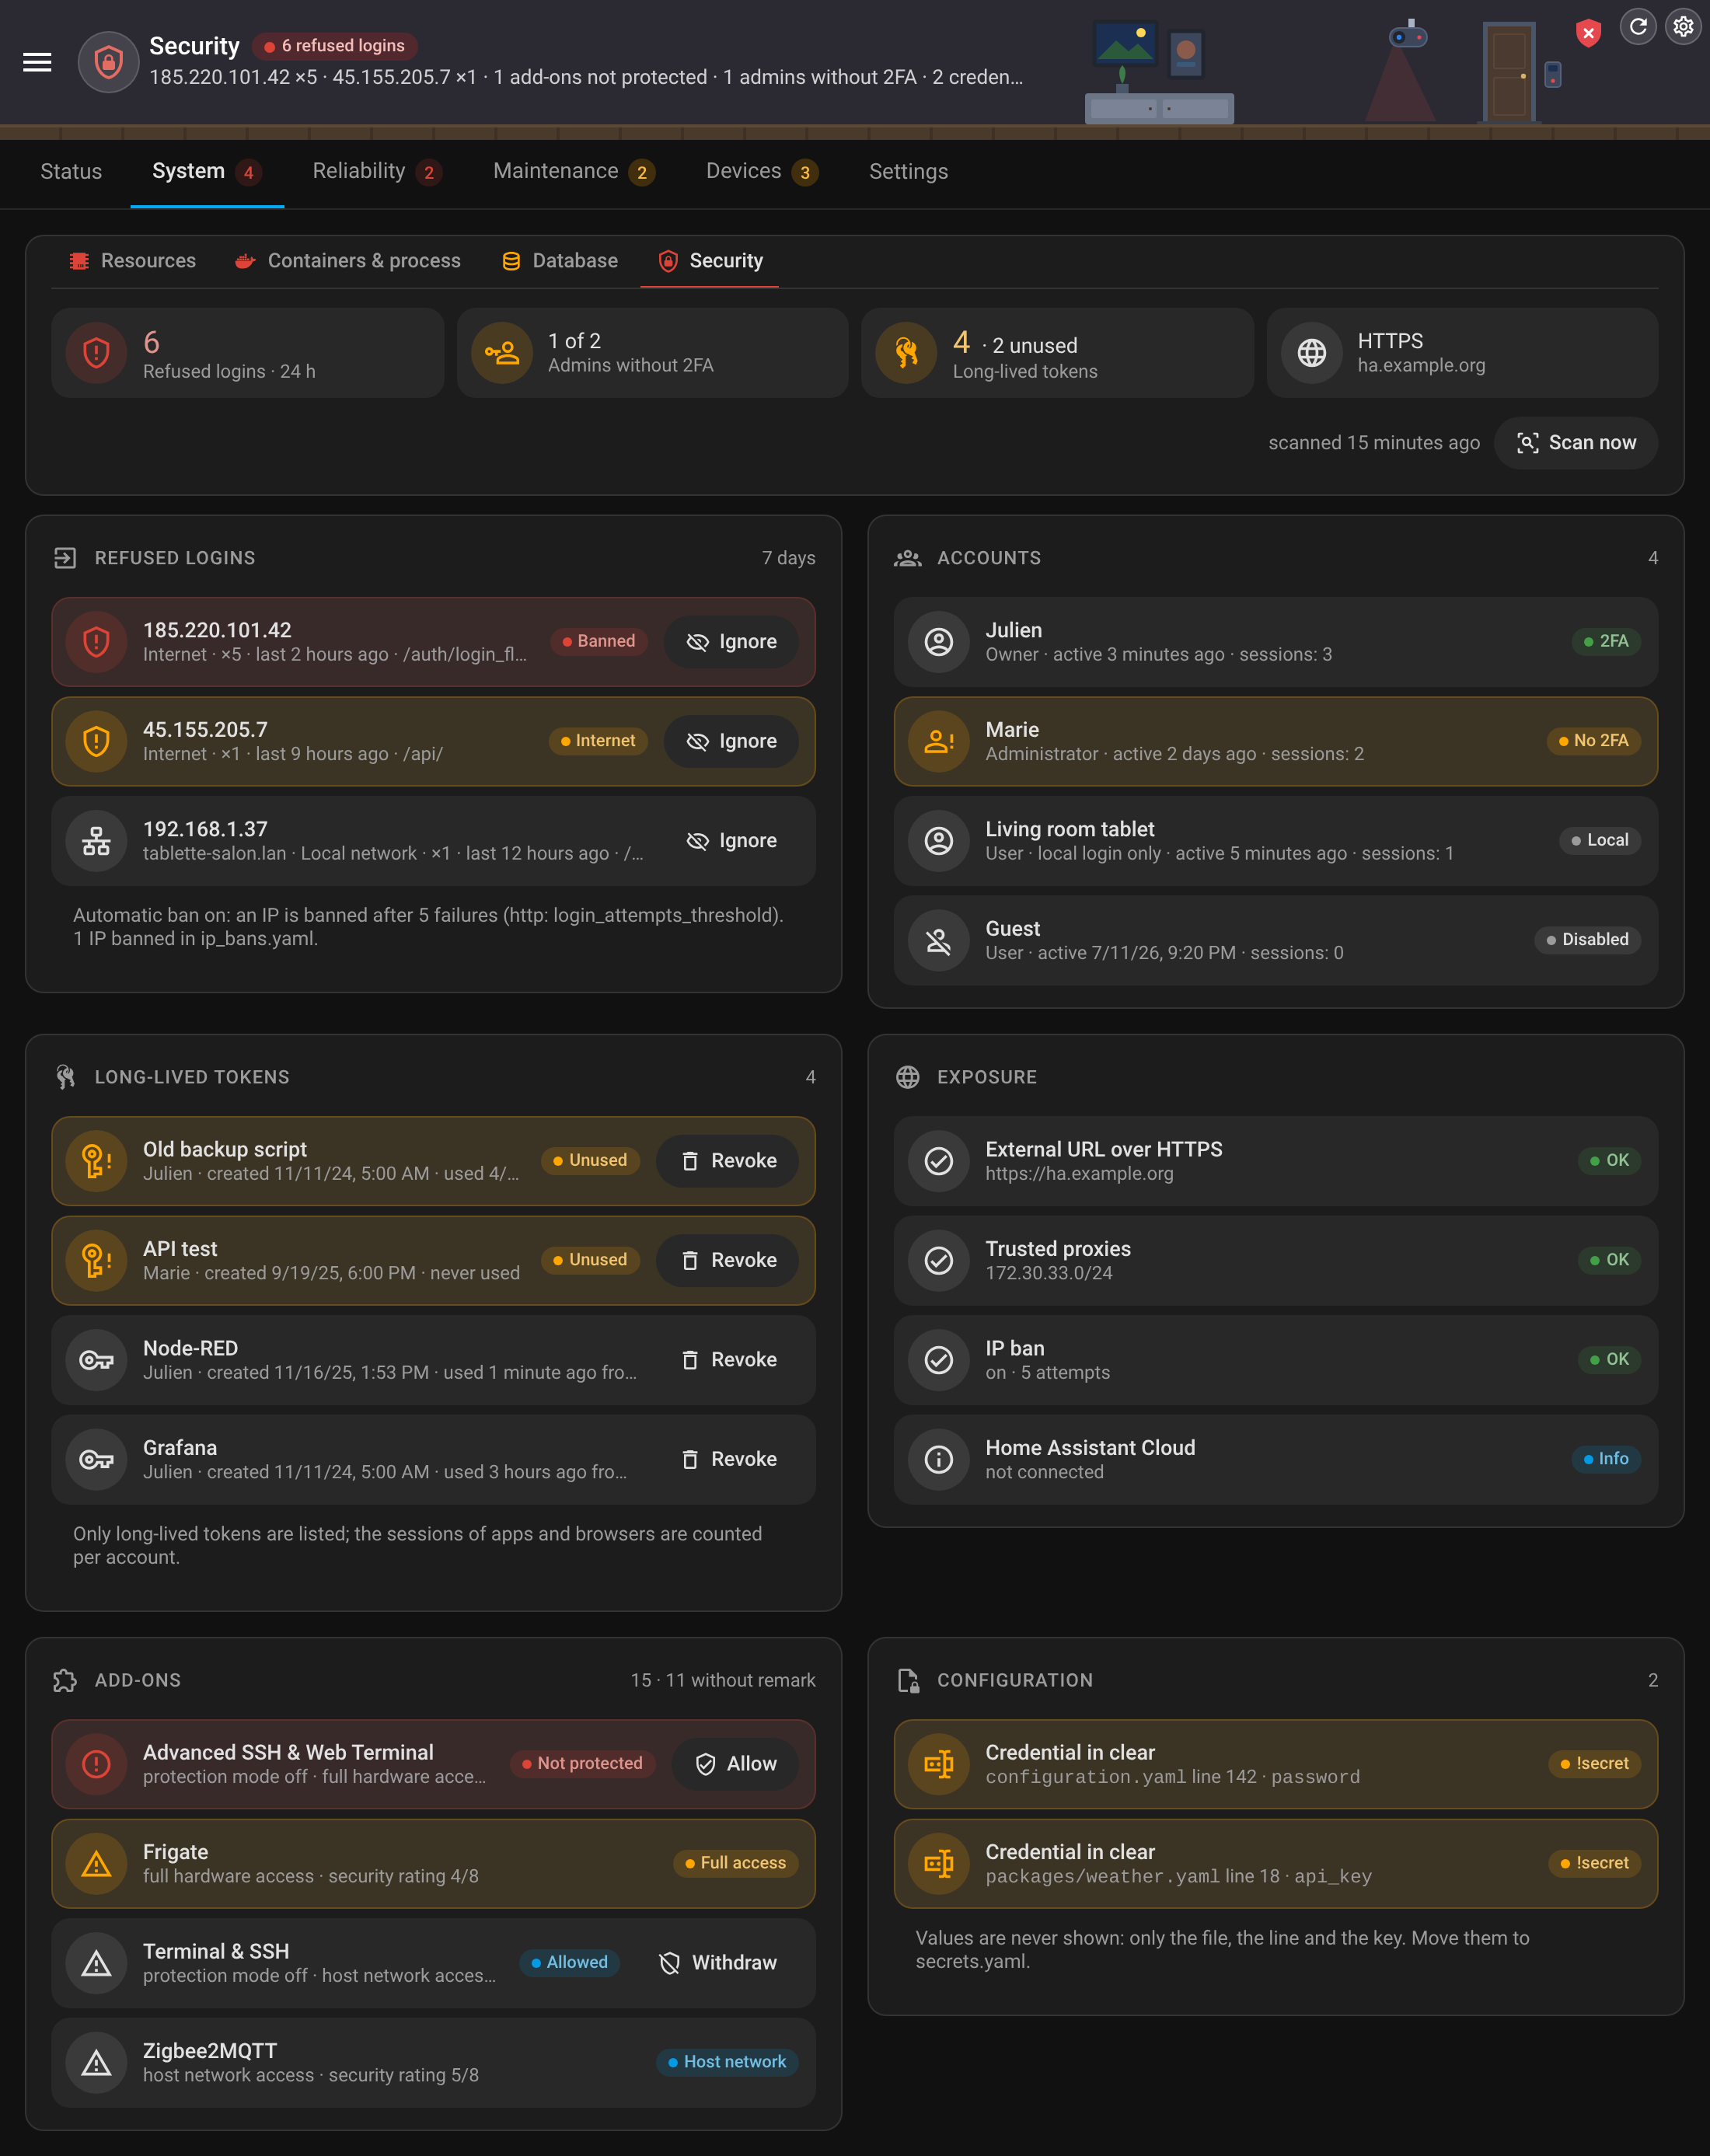 Security
6 refused logins
185.220.101.42 ×5 · 45.155.205.7 ×1 · 1 add-ons not protected · 1 admins without 2FA · 2 creden…
Status
System 4
Reliability 2
Maintenance 2
Devices 3
Settings
Resources
Containers & process
Database
Security
6
Refused logins · 24 h
1 of 2
Admins without 2FA
4 · 2 unused
Long-lived tokens
HTTPS
ha.example.org
scanned 15 minutes ago
Scan now
REFUSED LOGINS
7 days
185.220.101.42
Internet · ×5 · last 2 hours ago · /auth/login_fl…
Banned
Ignore
45.155.205.7
Internet · ×1 · last 9 hours ago · /api/
Internet
Ignore
192.168.1.37
tablette-salon.lan · Local network · ×1 · last 12 hours ago · /…
Ignore
Automatic ban on: an IP is banned after 5 failures (http: login_attempts_threshold).
1 IP banned in ip_bans.yaml.
ACCOUNTS
4
Julien
Owner · active 3 minutes ago · sessions: 3
2FA
Marie
Administrator · active 2 days ago · sessions: 2
No 2FA
Living room tablet
User · local login only · active 5 minutes ago · sessions: 1
Local
Guest
User · active 7/11/26, 9:20 PM · sessions: 0
Disabled
LONG-LIVED TOKENS
4
Old backup script
Julien · created 11/11/24, 5:00 AM · used 4/…
Unused
Revoke
API test
Marie · created 9/19/25, 6:00 PM · never used
Unused
Revoke
Node-RED
Julien · created 11/16/25, 1:53 PM · used 1 minute ago fro…
Revoke
Grafana
Julien · created 11/11/24, 5:00 AM · used 3 hours ago fro…
Revoke
Only long-lived tokens are listed; the sessions of apps and browsers are counted
per account.
EXPOSURE
External URL over HTTPS
https://ha.example.org
OK
Trusted proxies
172.30.33.0/24
OK
IP ban
on · 5 attempts
OK
Home Assistant Cloud
not connected
Info
ADD-ONS
15 · 11 without remark
Advanced SSH & Web Terminal
protection mode off · full hardware acce…
Not protected
Allow
Frigate
full hardware access · security rating 4/8
Full access
Terminal & SSH
protection mode off · host network acces…
Allowed
Withdraw
Zigbee2MQTT
host network access · security rating 5/8
Host network
CONFIGURATION
2
Credential in clear
configuration.yaml line 142 · password
!secret
Credential in clear
packages/weather.yaml line 18 · api_key
!secret
Values are never shown: only the file, the line and the key. Move them to
secrets.yaml.